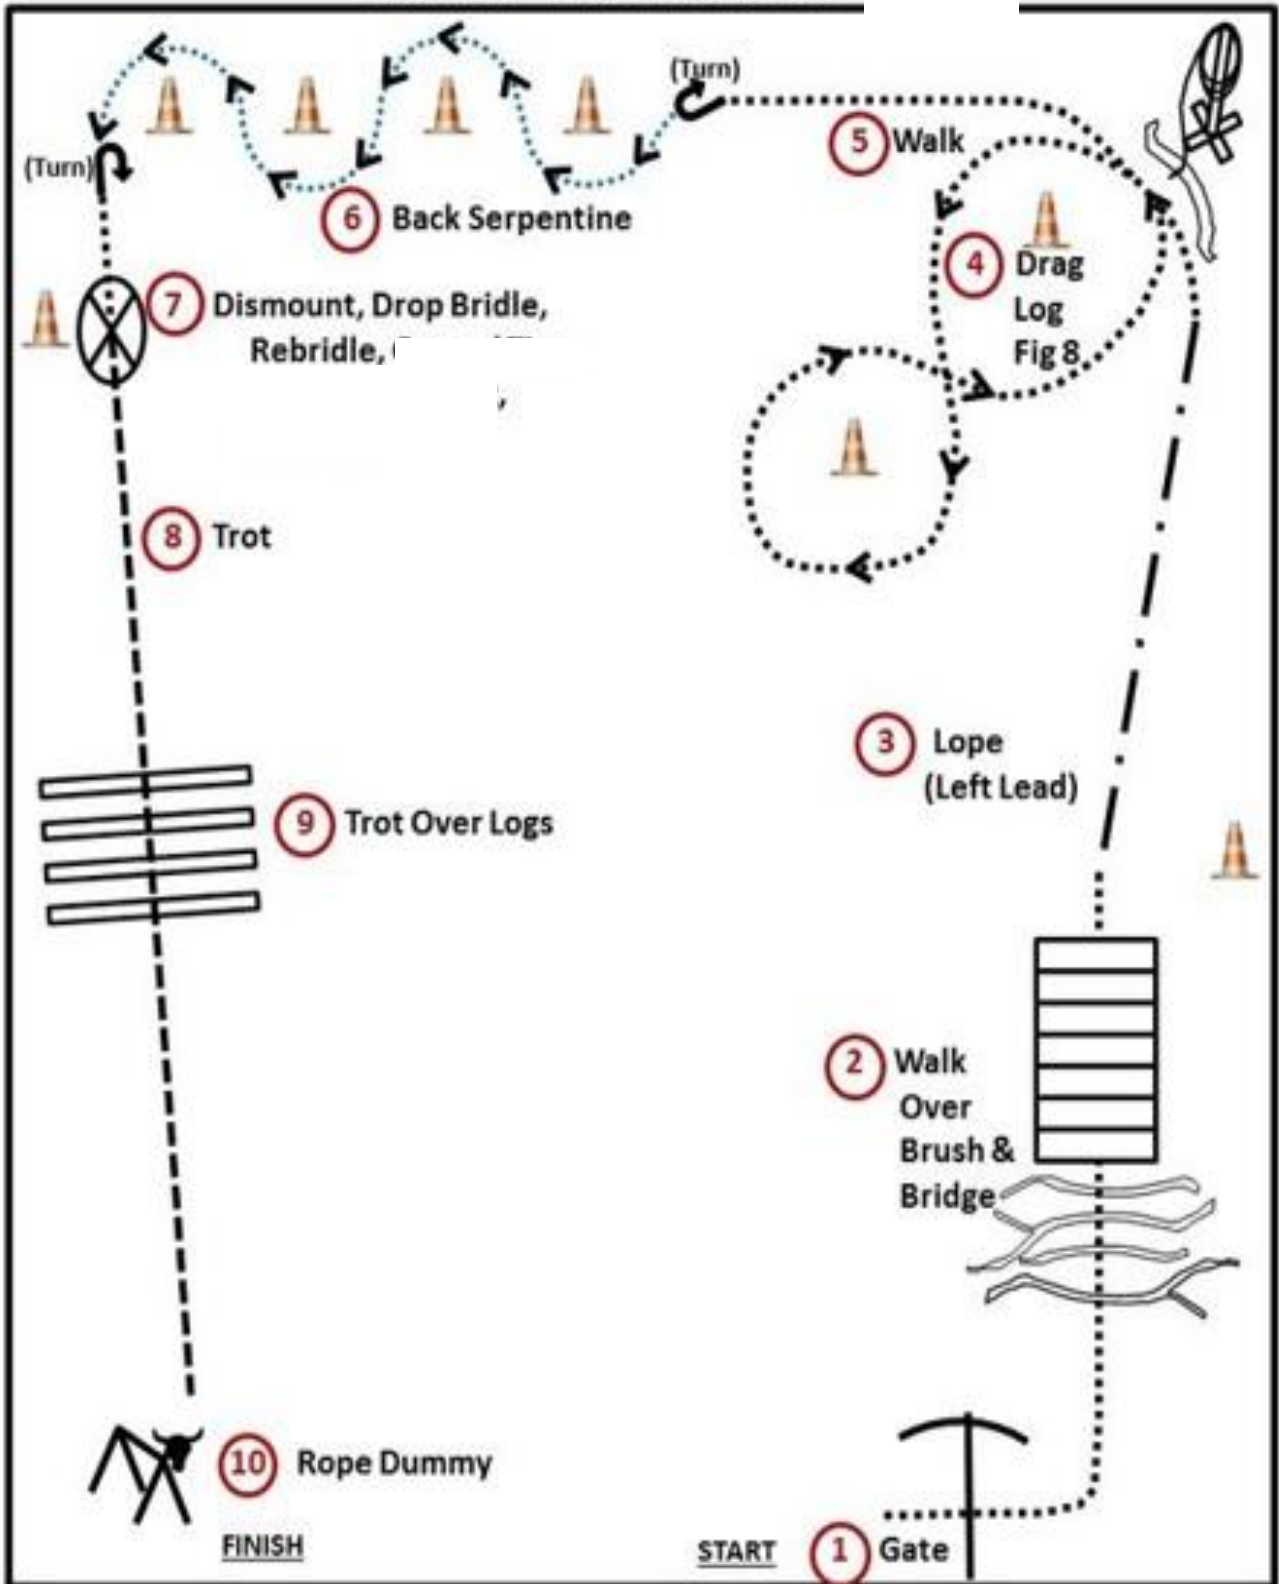 (Turn)
(Turn)
5 Walk
6 Back Serpentine
4 Drag
Log
Fig 8
7 Dismount, Drop Bridle,
Rebridle,
8 Trot
3 Lope
(Left Lead)
9 Trot Over Logs
2 Walk
Over
Brush &
Bridge
10 Rope Dummy
FINISH
START
1 Gate